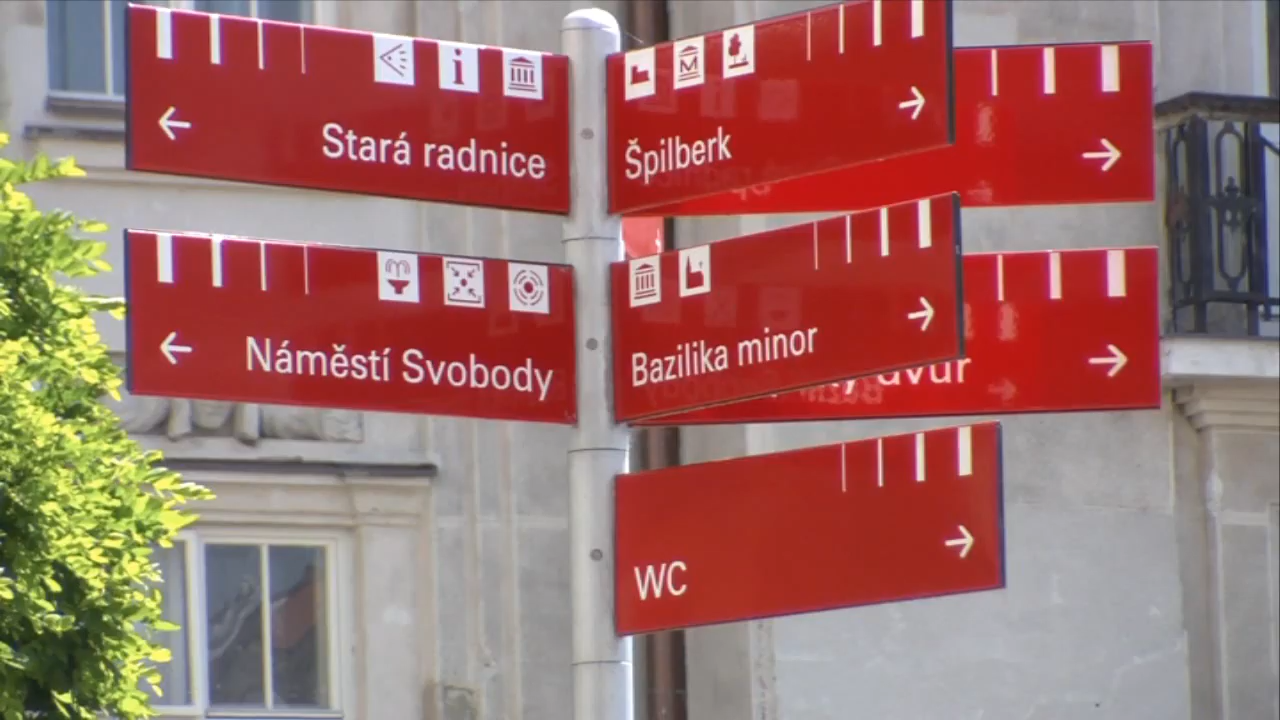 Stará radnice
Špilberk
Náměstí Svobody
Bazilika minor
WC